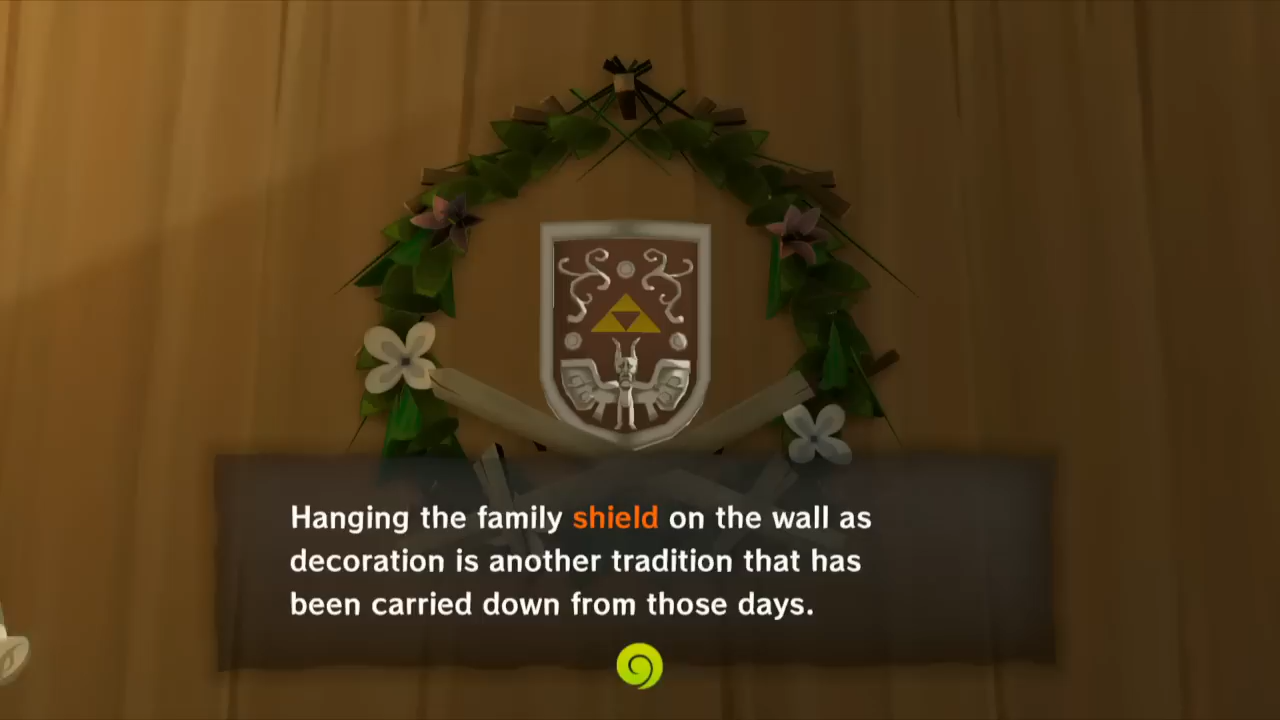 Hanging the family shield on the wall as
decoration is another tradition that has
been carried down from those days.